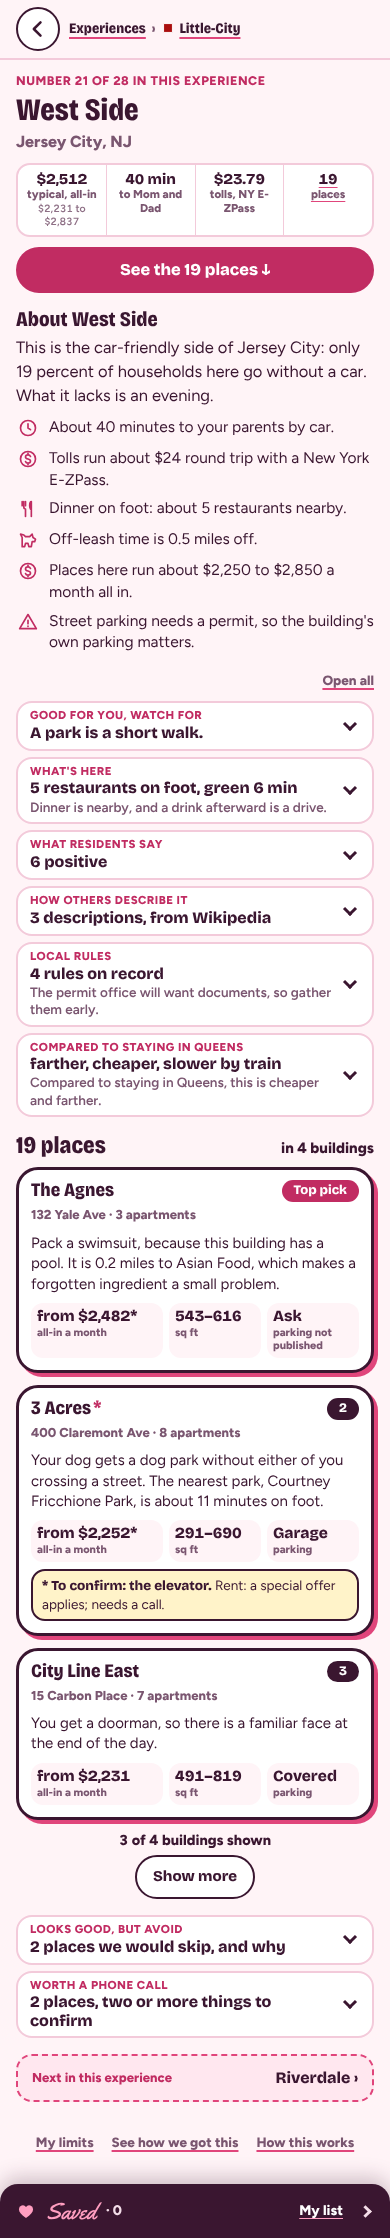 Experiences › Little-City
NUMBER 21 OF 28 IN THIS EXPERIENCE
West Side
Jersey City, NJ
$2,512
typical, all-in
$2,231 to
$2,837
40 min
to Mom and
Dad
$23.79
tolls, NY E-
ZPass
19
places
See the 19 places ↓
About West Side
This is the car-friendly side of Jersey City: only
19 percent of households here go without a car.
What it lacks is an evening.
About 40 minutes to your parents by car.
Tolls run about $24 round trip with a New York
E-ZPass.
Dinner on foot: about 5 restaurants nearby.
Off-leash time is 0.5 miles off.
Places here run about $2,250 to $2,850 a
month all in.
Street parking needs a permit, so the building's
own parking matters.
Open all
GOOD FOR YOU, WATCH FOR
A park is a short walk.
WHAT'S HERE
5 restaurants on foot, green 6 min
Dinner is nearby, and a drink afterward is a drive.
WHAT RESIDENTS SAY
6 positive
HOW OTHERS DESCRIBE IT
3 descriptions, from Wikipedia
LOCAL RULES
4 rules on record
The permit office will want documents, so gather
them early.
COMPARED TO STAYING IN QUEENS
farther, cheaper, slower by train
Compared to staying in Queens, this is cheaper
and farther.
19 places
in 4 buildings
The Agnes
Top pick
132 Yale Ave · 3 apartments
Pack a swimsuit, because this building has a
pool. It is 0.2 miles to Asian Food, which makes a
forgotten ingredient a small problem.
from $2,482*
all-in a month
543–616
sq ft
Ask
parking not
published
3 Acres*
2
400 Claremont Ave · 8 apartments
Your dog gets a dog park without either of you
crossing a street. The nearest park, Courtney
Fricchione Park, is about 11 minutes on foot.
from $2,252*
all-in a month
291–690
sq ft
Garage
parking
* To confirm: the elevator. Rent: a special offer
applies; needs a call.
City Line East
3
15 Carbon Place · 7 apartments
You get a doorman, so there is a familiar face at
the end of the day.
from $2,231
all-in a month
491–819
sq ft
Covered
parking
3 of 4 buildings shown
Show more
LOOKS GOOD, BUT AVOID
2 places we would skip, and why
WORTH A PHONE CALL
2 places, two or more things to
confirm
Next in this experience
Riverdale ›
My limits See how we got this How this works
Saved · 0
My list